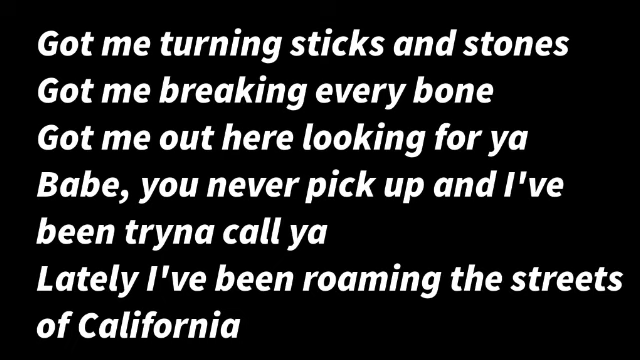 Got me turning sticks and stones
Got me breaking every bone
Got me out here looking for ya
Babe, you never pick up and I've
been tryna call ya
Lately I've been roaming the streets
of California